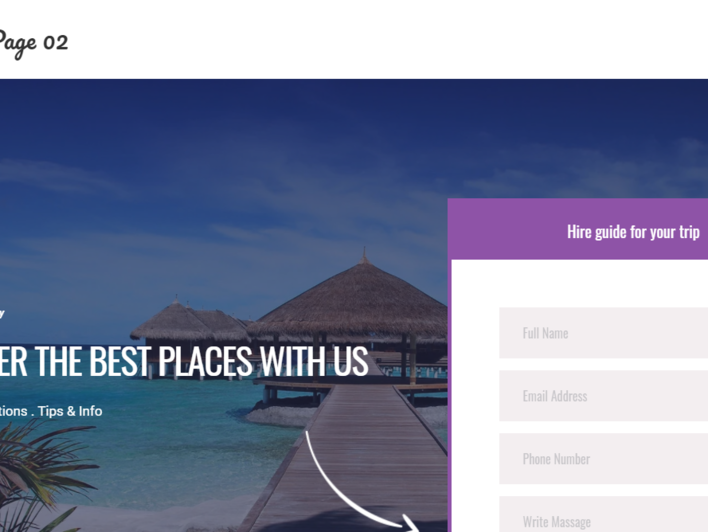 Page 02
Hire guide for your trip
y
ER THE BEST PLACES WITH US
tions . Tips & Info
Full Name
Email Address
Phone Number
Write Massage